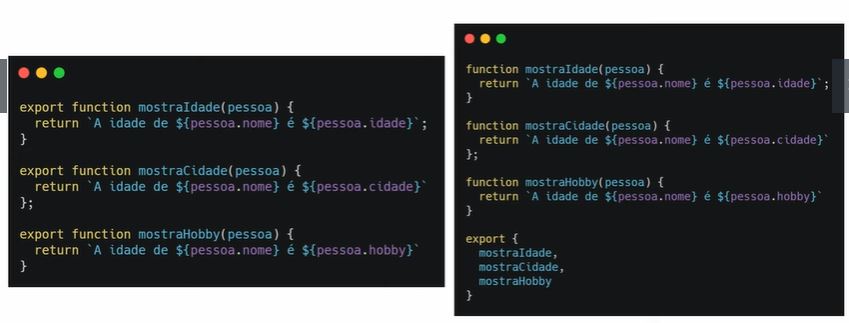 export function mostraIdade(pessoa) {
return `A idade de ${pessoa.nome} é ${pessoa.idade}`;
}
export function mostraCidade(pessoa) {
return `A idade de ${pessoa.nome} é ${pessoa.cidade}`
};
export function mostraHobby(pessoa) {
return `A idade de ${pessoa.nome} é ${pessoa.hobby}`
}
function mostraIdade(pessoa) {
return `A idade de ${pessoa.nome} é ${pessoa.idade}`;
}
function mostraCidade(pessoa) {
return `A idade de ${pessoa.nome} é ${pessoa.cidade}`
};
function mostraHobby(pessoa) {
return `A idade de ${pessoa.nome} é ${pessoa.hobby}`
}
export {
mostraIdade,
mostraCidade,
mostraHobby
}